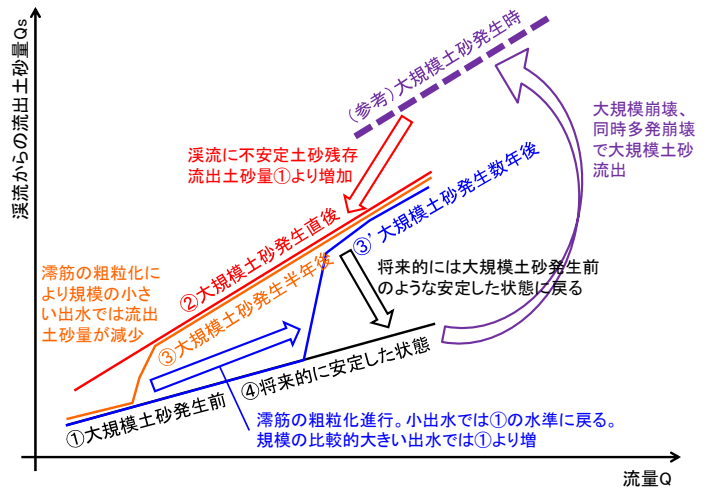 渓流からの流出土砂量Qs
(参考)大規模土砂発生時
大規模崩壊、
同時多発崩壊
で大規模土砂
流出
渓流に不安定土砂残存
流出土砂量①より増加
②大規模土砂発生直後
③’大規模土砂発生数年後
③大規模土砂発生半年後
澪筋の粗粒化
により規模の小さ
い出水では流出
土砂量が減少
将来的には大規模土砂発生前
のような安定した状態に戻る
④将来的に安定した状態
①大規模土砂発生前
澪筋の粗粒化進行。小出水では①の水準に戻る。
規模の比較的大きい出水では①より増
流量Q